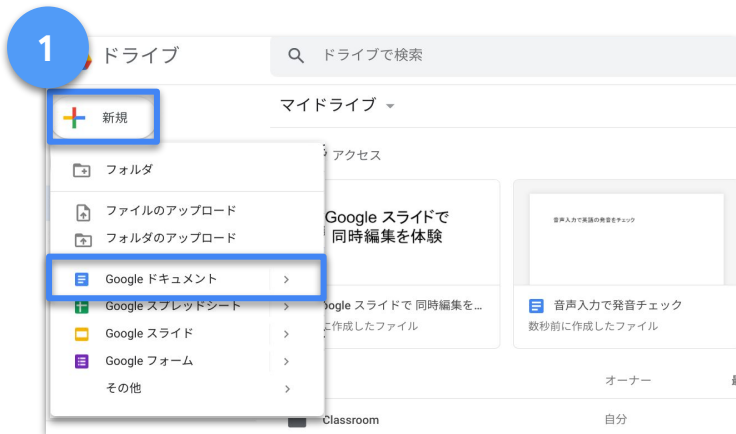 1
ドライブ
ドライブで検索
新規
マイドライブ
アクセス
フォルダ
ファイルのアップロード
フォルダのアップロード
Google ドキュメント
Google スプレッドシート
Google スライド
Google フォーム
その他
Google スライドで
同時編集を体験
ogle スライドで 同時編集を...
に作成したファイル
音声入力で英語の発音をチェック
音声入力で発音チェック
数秒前に作成したファイル
オーナー
Classroom
自分